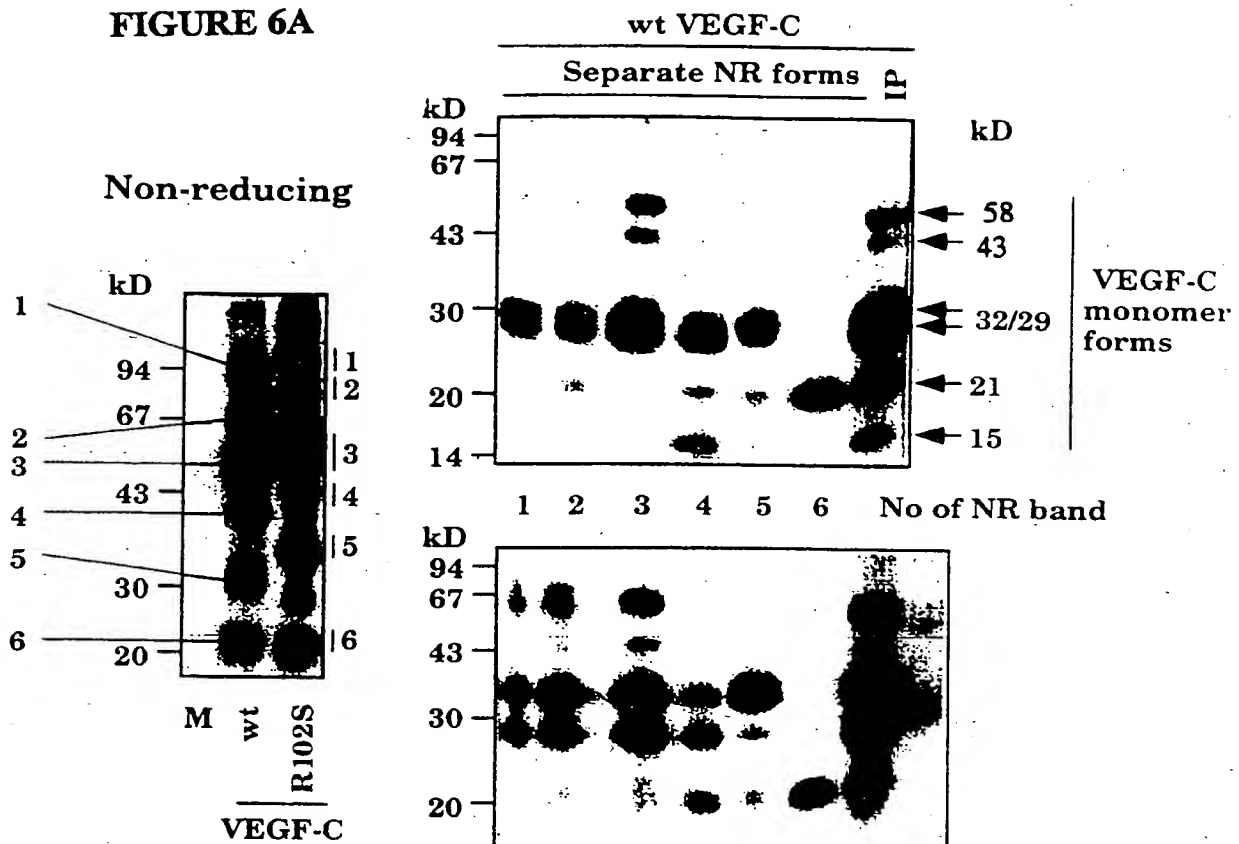 FIGURE 6A
wt VEGF-C
Separate NR forms
IP
kD
94
67
43
30
20
14
kD
58
43
32/29
21
15
VEGF-C
monomer
forms
Non-reducing
kD
94
67
43
30
20
1
2
3
4
5
6
1
2
3
4
5
6
M
wt
R102S
VEGF-C
1 2 3 4 5 6 No of NR band
kD
94
67
43
30
20